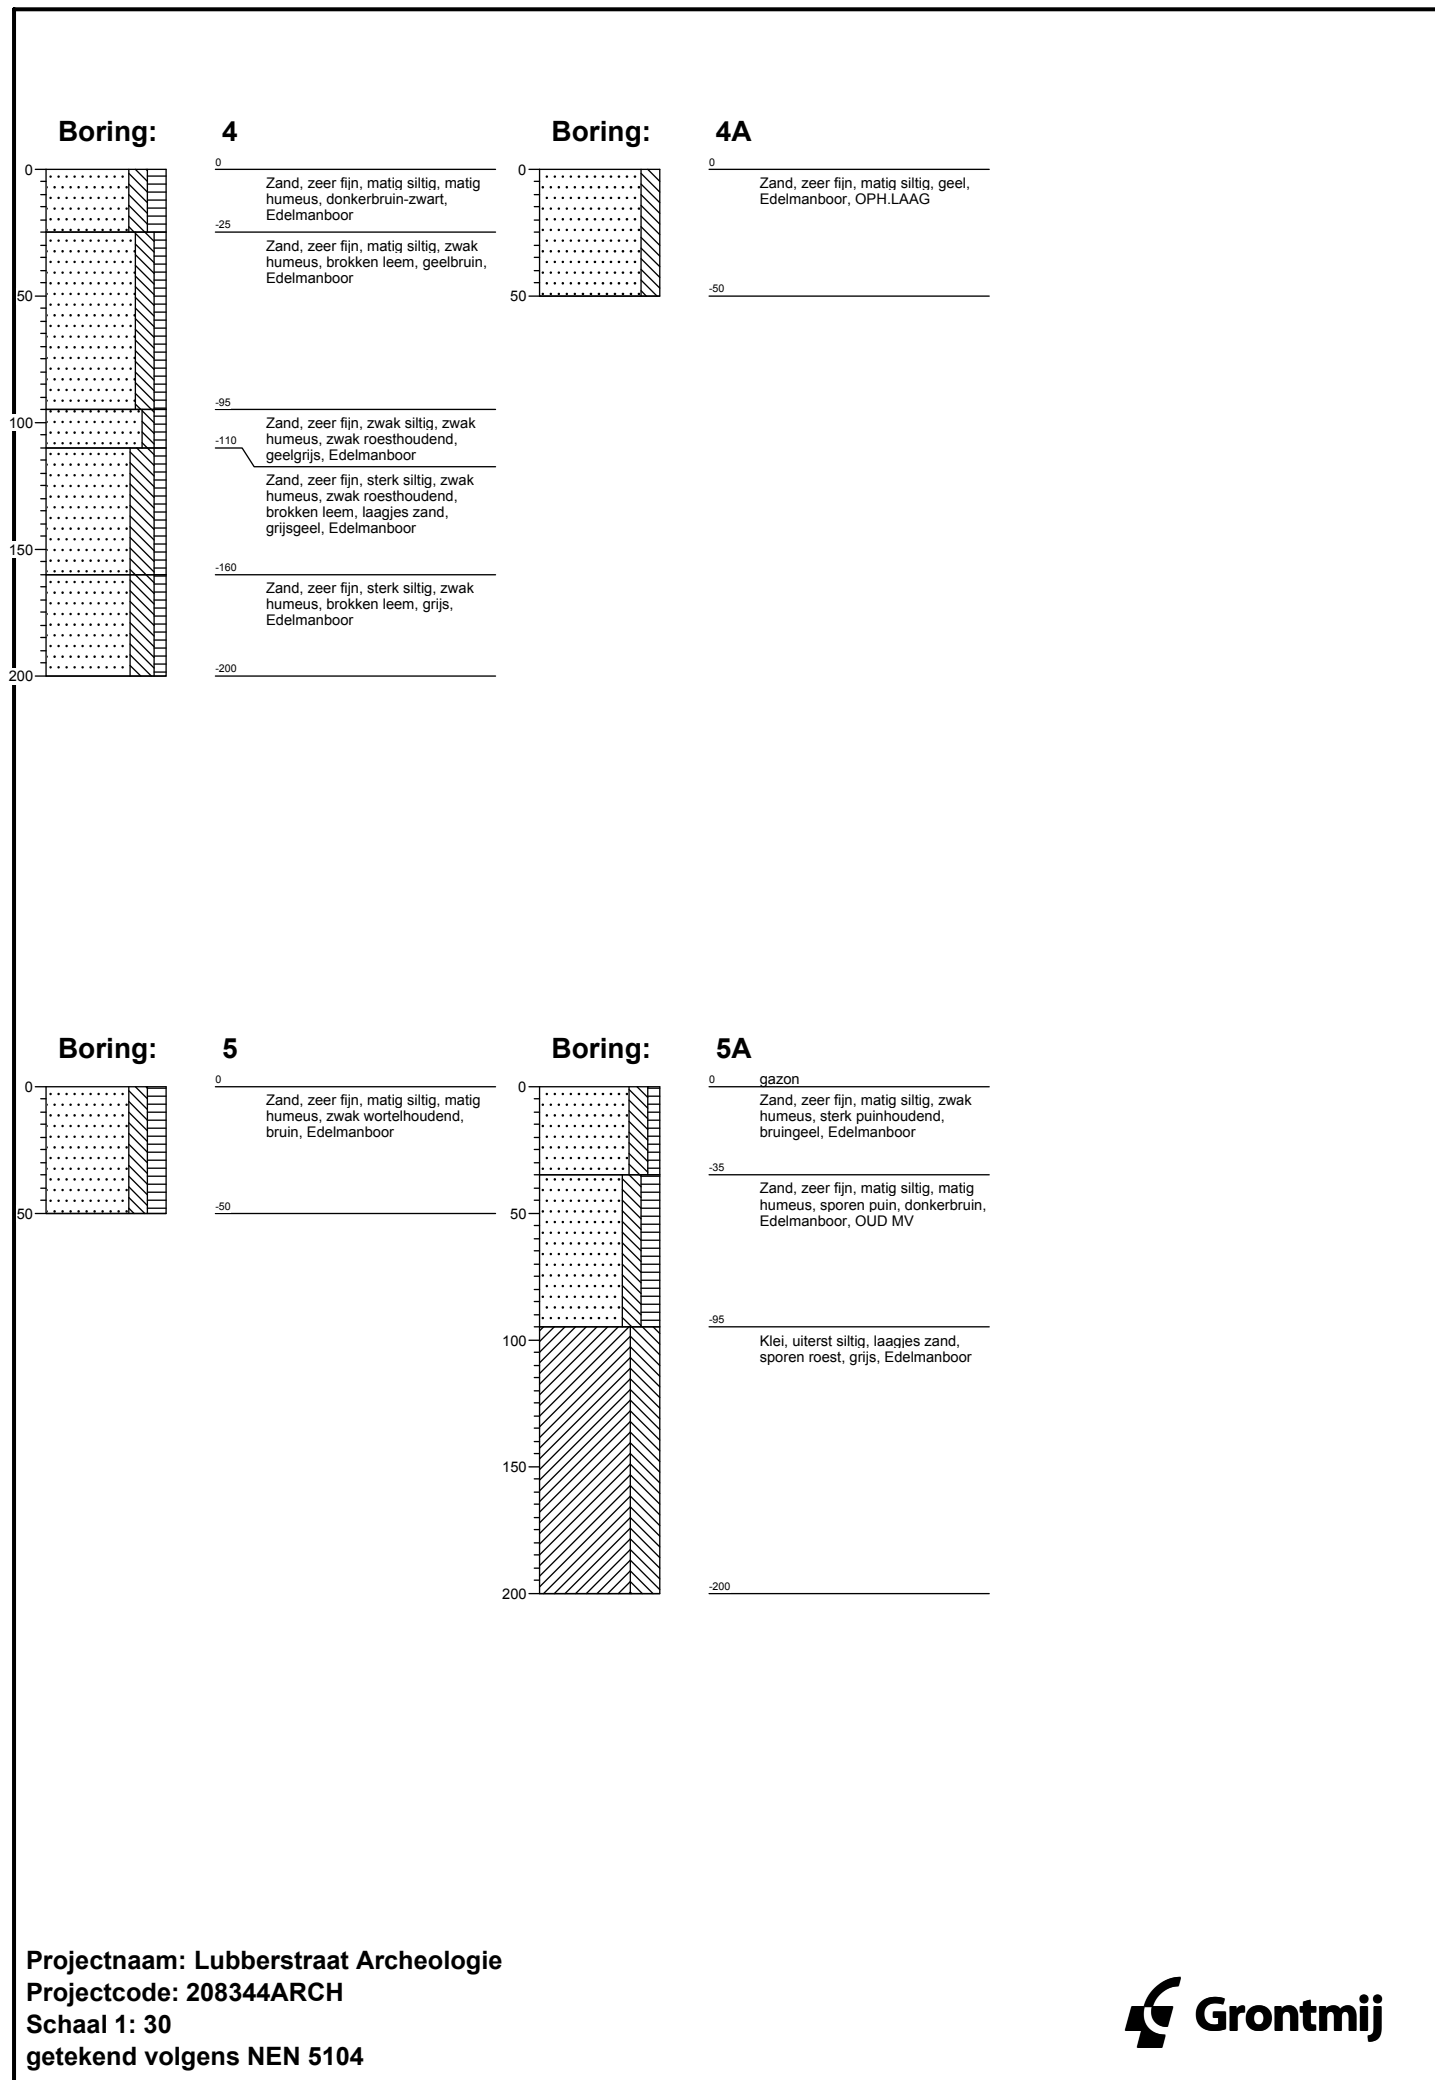 Boring: 4
0
0
Zand, zeer fijn, matig siltig, matig
humeus, donkerbruin-zwart,
Edelmanboor
-25
Zand, zeer fijn, matig siltig, zwak
humeus, brokken leem, geelbruin,
Edelmanboor
50
-95
100
Zand, zeer fijn, zwak siltig, zwak
humeus, zwak roesthoudend,
geelgrijs, Edelmanboor
-110
Zand, zeer fijn, sterk siltig, zwak
humeus, zwak roesthoudend,
brokken leem, laagjes zand,
grijsgeel, Edelmanboor
150
-160
Zand, zeer fijn, sterk siltig, zwak
humeus, brokken leem, grijs,
Edelmanboor
200
-200
Boring: 4A
0
0
Zand, zeer fijn, matig siltig, geel,
Edelmanboor, OPH.LAAG
50
-50
Boring: 5
0
0
Zand, zeer fijn, matig siltig, matig
humeus, zwak wortelhoudend,
bruin, Edelmanboor
50
-50
Boring: 5A
0
0 gazon
Zand, zeer fijn, matig siltig, zwak
humeus, sterk puinhoudend,
bruingeel, Edelmanboor
-35
Zand, zeer fijn, matig siltig, matig
humeus, sporen puin, donkerbruin,
Edelmanboor, OUD MV
50
-95
100
Klei, uiterst siltig, laagjes zand,
sporen roest, grijs, Edelmanboor
150
200
-200
Projectnaam: Lubberstraat Archeologie
Projectcode: 208344ARCH
Schaal 1: 30
getekend volgens NEN 5104
Grontmij